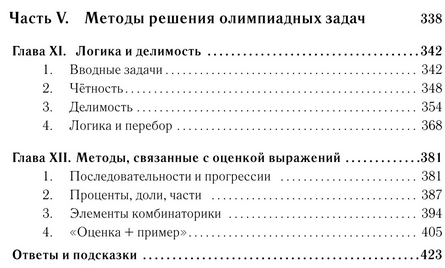 Часть V. Методы решения олимпиадных задач 338
Глава XI. Логика и делимость 342
1. Вводные задачи 342
2. Чётность 348
3. Делимость 354
4. Логика и перебор 368
Глава XII. Методы, связанные с оценкой выражений 381
1. Последовательности и прогрессии 381
2. Проценты, доли, части 387
3. Элементы комбинаторики 394
4. «Оценка + пример» 405
Ответы и подсказки 423